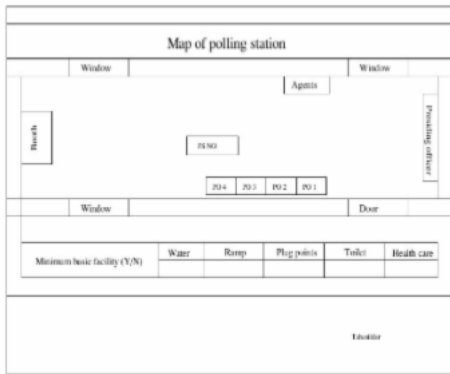 Map of polling station
Window Window
Agents
Booth
Presiding officer
PS NO
PO 4 PO 3 PO 2 PO 1
Window Door
Minimum basic facility (Y/N) Water Ramp Plug points Toilet Health care
Tahasildar